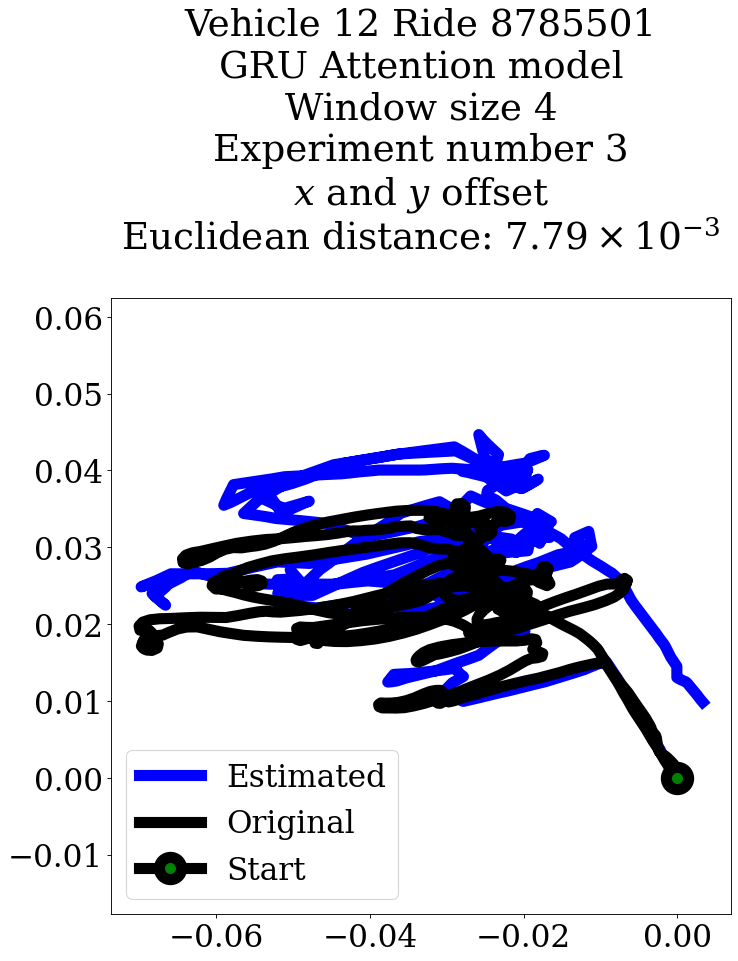 Vehicle 12 Ride 8785501
GRU Attention model
Window size 4
Experiment number 3
x and y offset
Euclidean distance: 7.79 × 10⁻³
0.06
0.05
0.04
0.03
0.02
0.01
0.00
−0.01
Estimated
Original
Start
−0.06 −0.04 −0.02 0.00